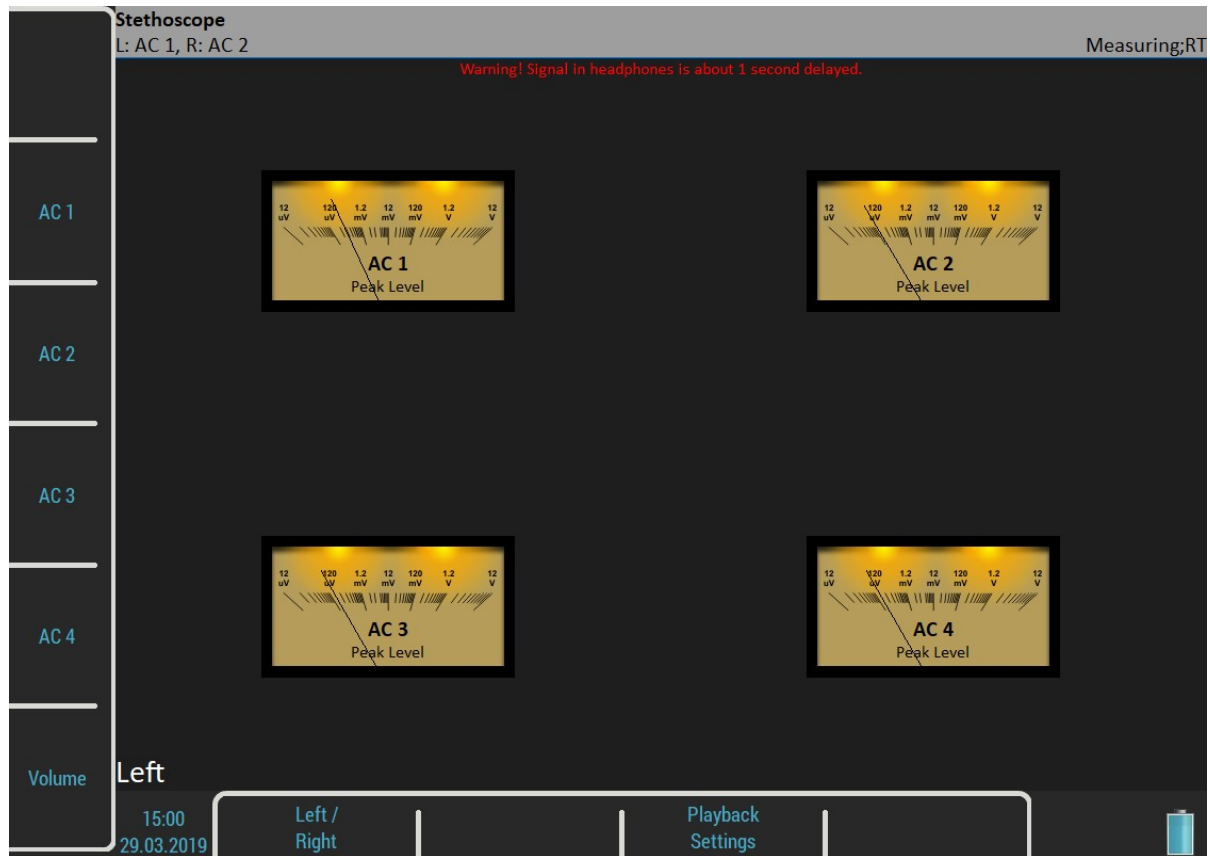 Stethoscope
L: AC 1, R: AC 2
Measuring;RT
Warning! Signal in headphones is about 1 second delayed.
AC 1
AC 2
AC 3
AC 4
Volume
12 uV 120 uV 1.2 mV 12 mV 120 mV 1.2 V 12 V
AC 1
Peak Level
12 uV 120 uV 1.2 mV 12 mV 120 mV 1.2 V 12 V
AC 2
Peak Level
12 uV 120 uV 1.2 mV 12 mV 120 mV 1.2 V 12 V
AC 3
Peak Level
12 uV 120 uV 1.2 mV 12 mV 120 mV 1.2 V 12 V
AC 4
Peak Level
Left
15:00
29.03.2019
Left /
Right
Playback
Settings